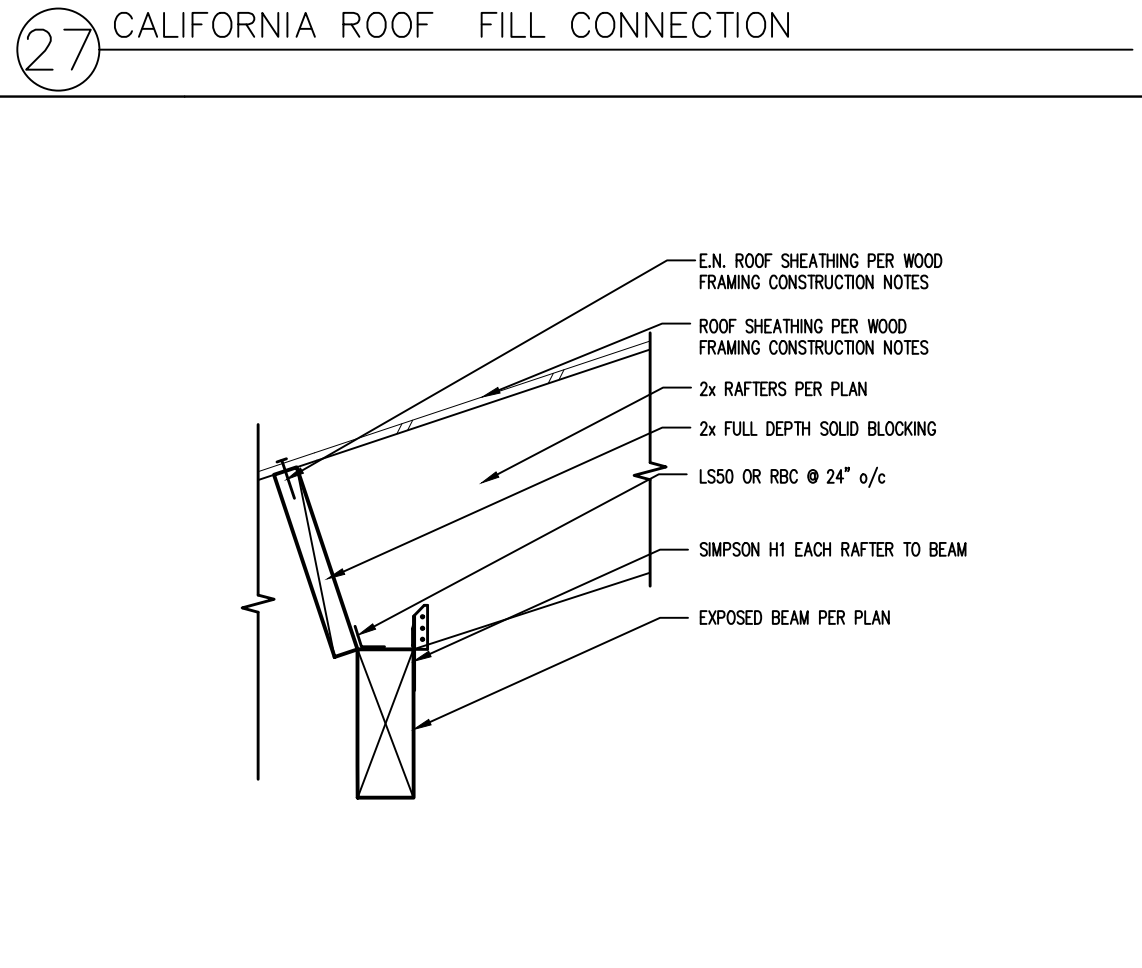 27
CALIFORNIA ROOF FILL CONNECTION
E.N. ROOF SHEATHING PER WOOD
FRAMING CONSTRUCTION NOTES
ROOF SHEATHING PER WOOD
FRAMING CONSTRUCTION NOTES
2x RAFTERS PER PLAN
2x FULL DEPTH SOLID BLOCKING
LS50 OR RBC @ 24" o/c
SIMPSON H1 EACH RAFTER TO BEAM
EXPOSED BEAM PER PLAN